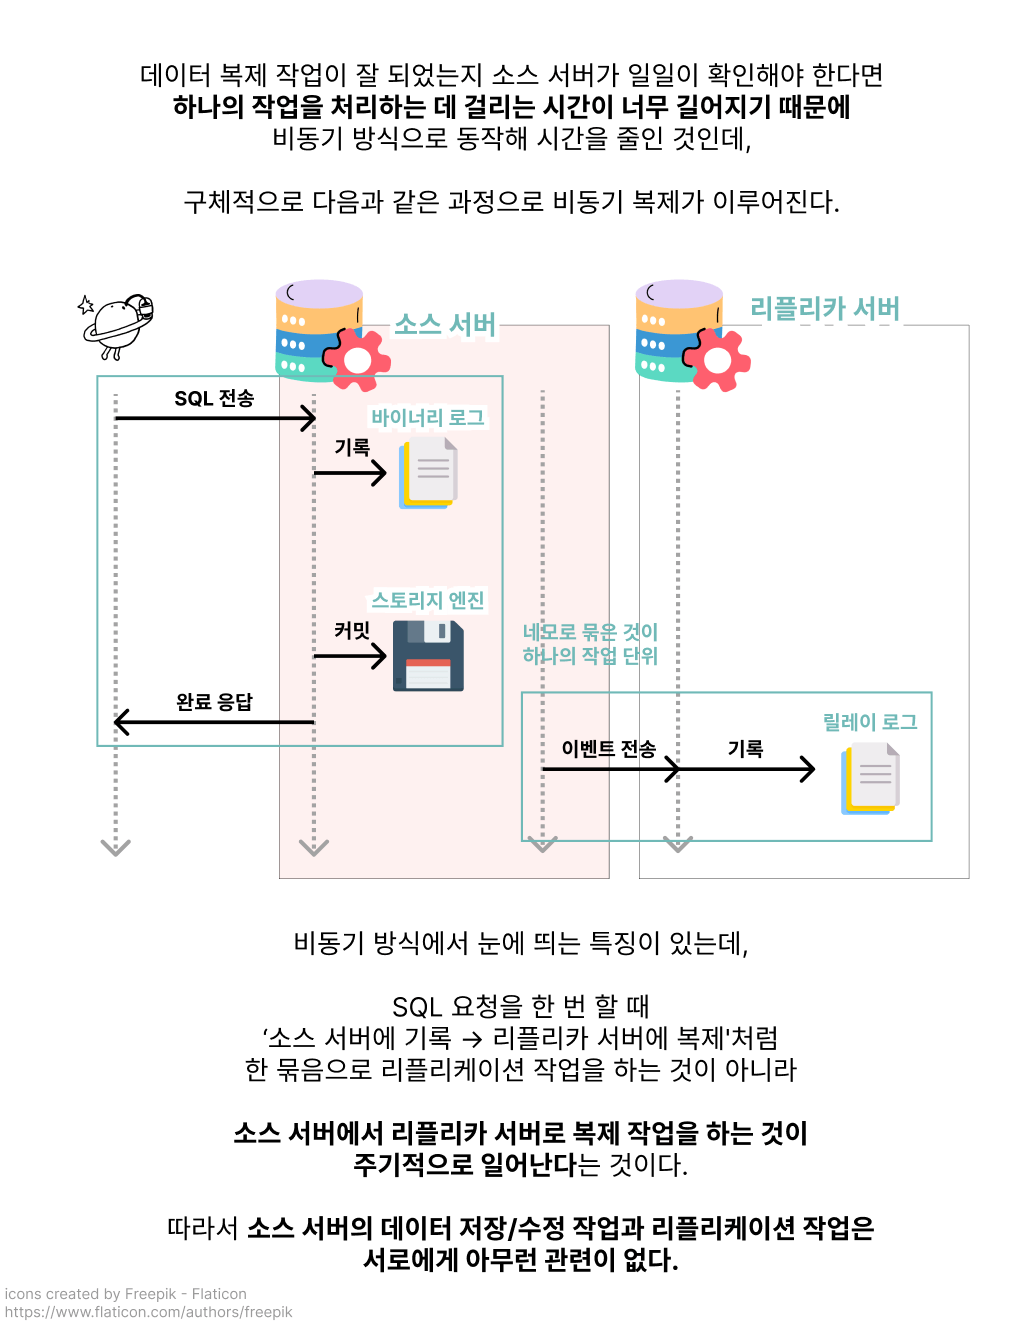 데이터 복제 작업이 잘 되었는지 소스 서버가 일일이 확인해야 한다면
하나의 작업을 처리하는 데 걸리는 시간이 너무 길어지기 때문에
비동기 방식으로 동작해 시간을 줄인 것인데,
구체적으로 다음과 같은 과정으로 비동기 복제가 이루어진다.
소스 서버
리플리카 서버
SQL 전송
바이너리 로그
기록
스토리지 엔진
커밋
네모로 묶은 것이
하나의 작업 단위
완료 응답
릴레이 로그
이벤트 전송
기록
비동기 방식에서 눈에 띄는 특징이 있는데,
SQL 요청을 한 번 할 때
‘소스 서버에 기록 → 리플리카 서버에 복제'처럼
한 묶음으로 리플리케이션 작업을 하는 것이 아니라
소스 서버에서 리플리카 서버로 복제 작업을 하는 것이
주기적으로 일어난다는 것이다.
따라서 소스 서버의 데이터 저장/수정 작업과 리플리케이션 작업은
서로에게 아무런 관련이 없다.
icons created by Freepik - Flaticon
https://www.flaticon.com/authors/freepik